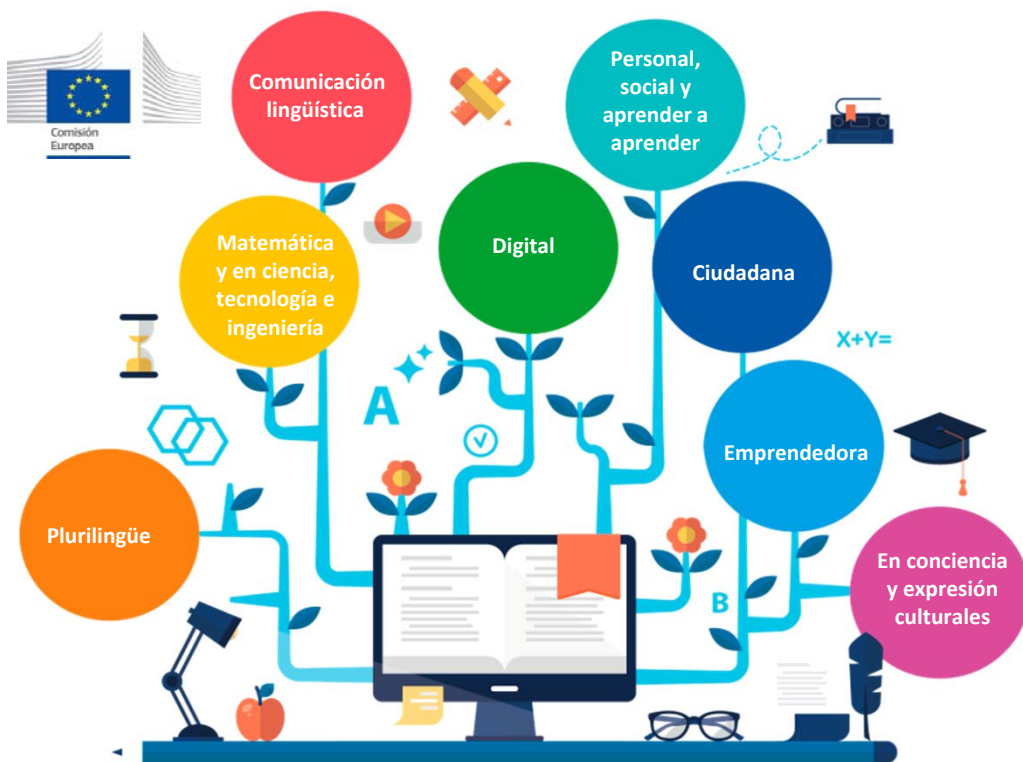 Comisión
Europea
Comunicación
lingüística
Personal,
social y
aprender a
aprender
Matemática
y en ciencia,
tecnología e
ingeniería
Digital
Ciudadana
X+Y=
A
Emprendedora
Plurilingüe
En conciencia
y expresión
culturales
B